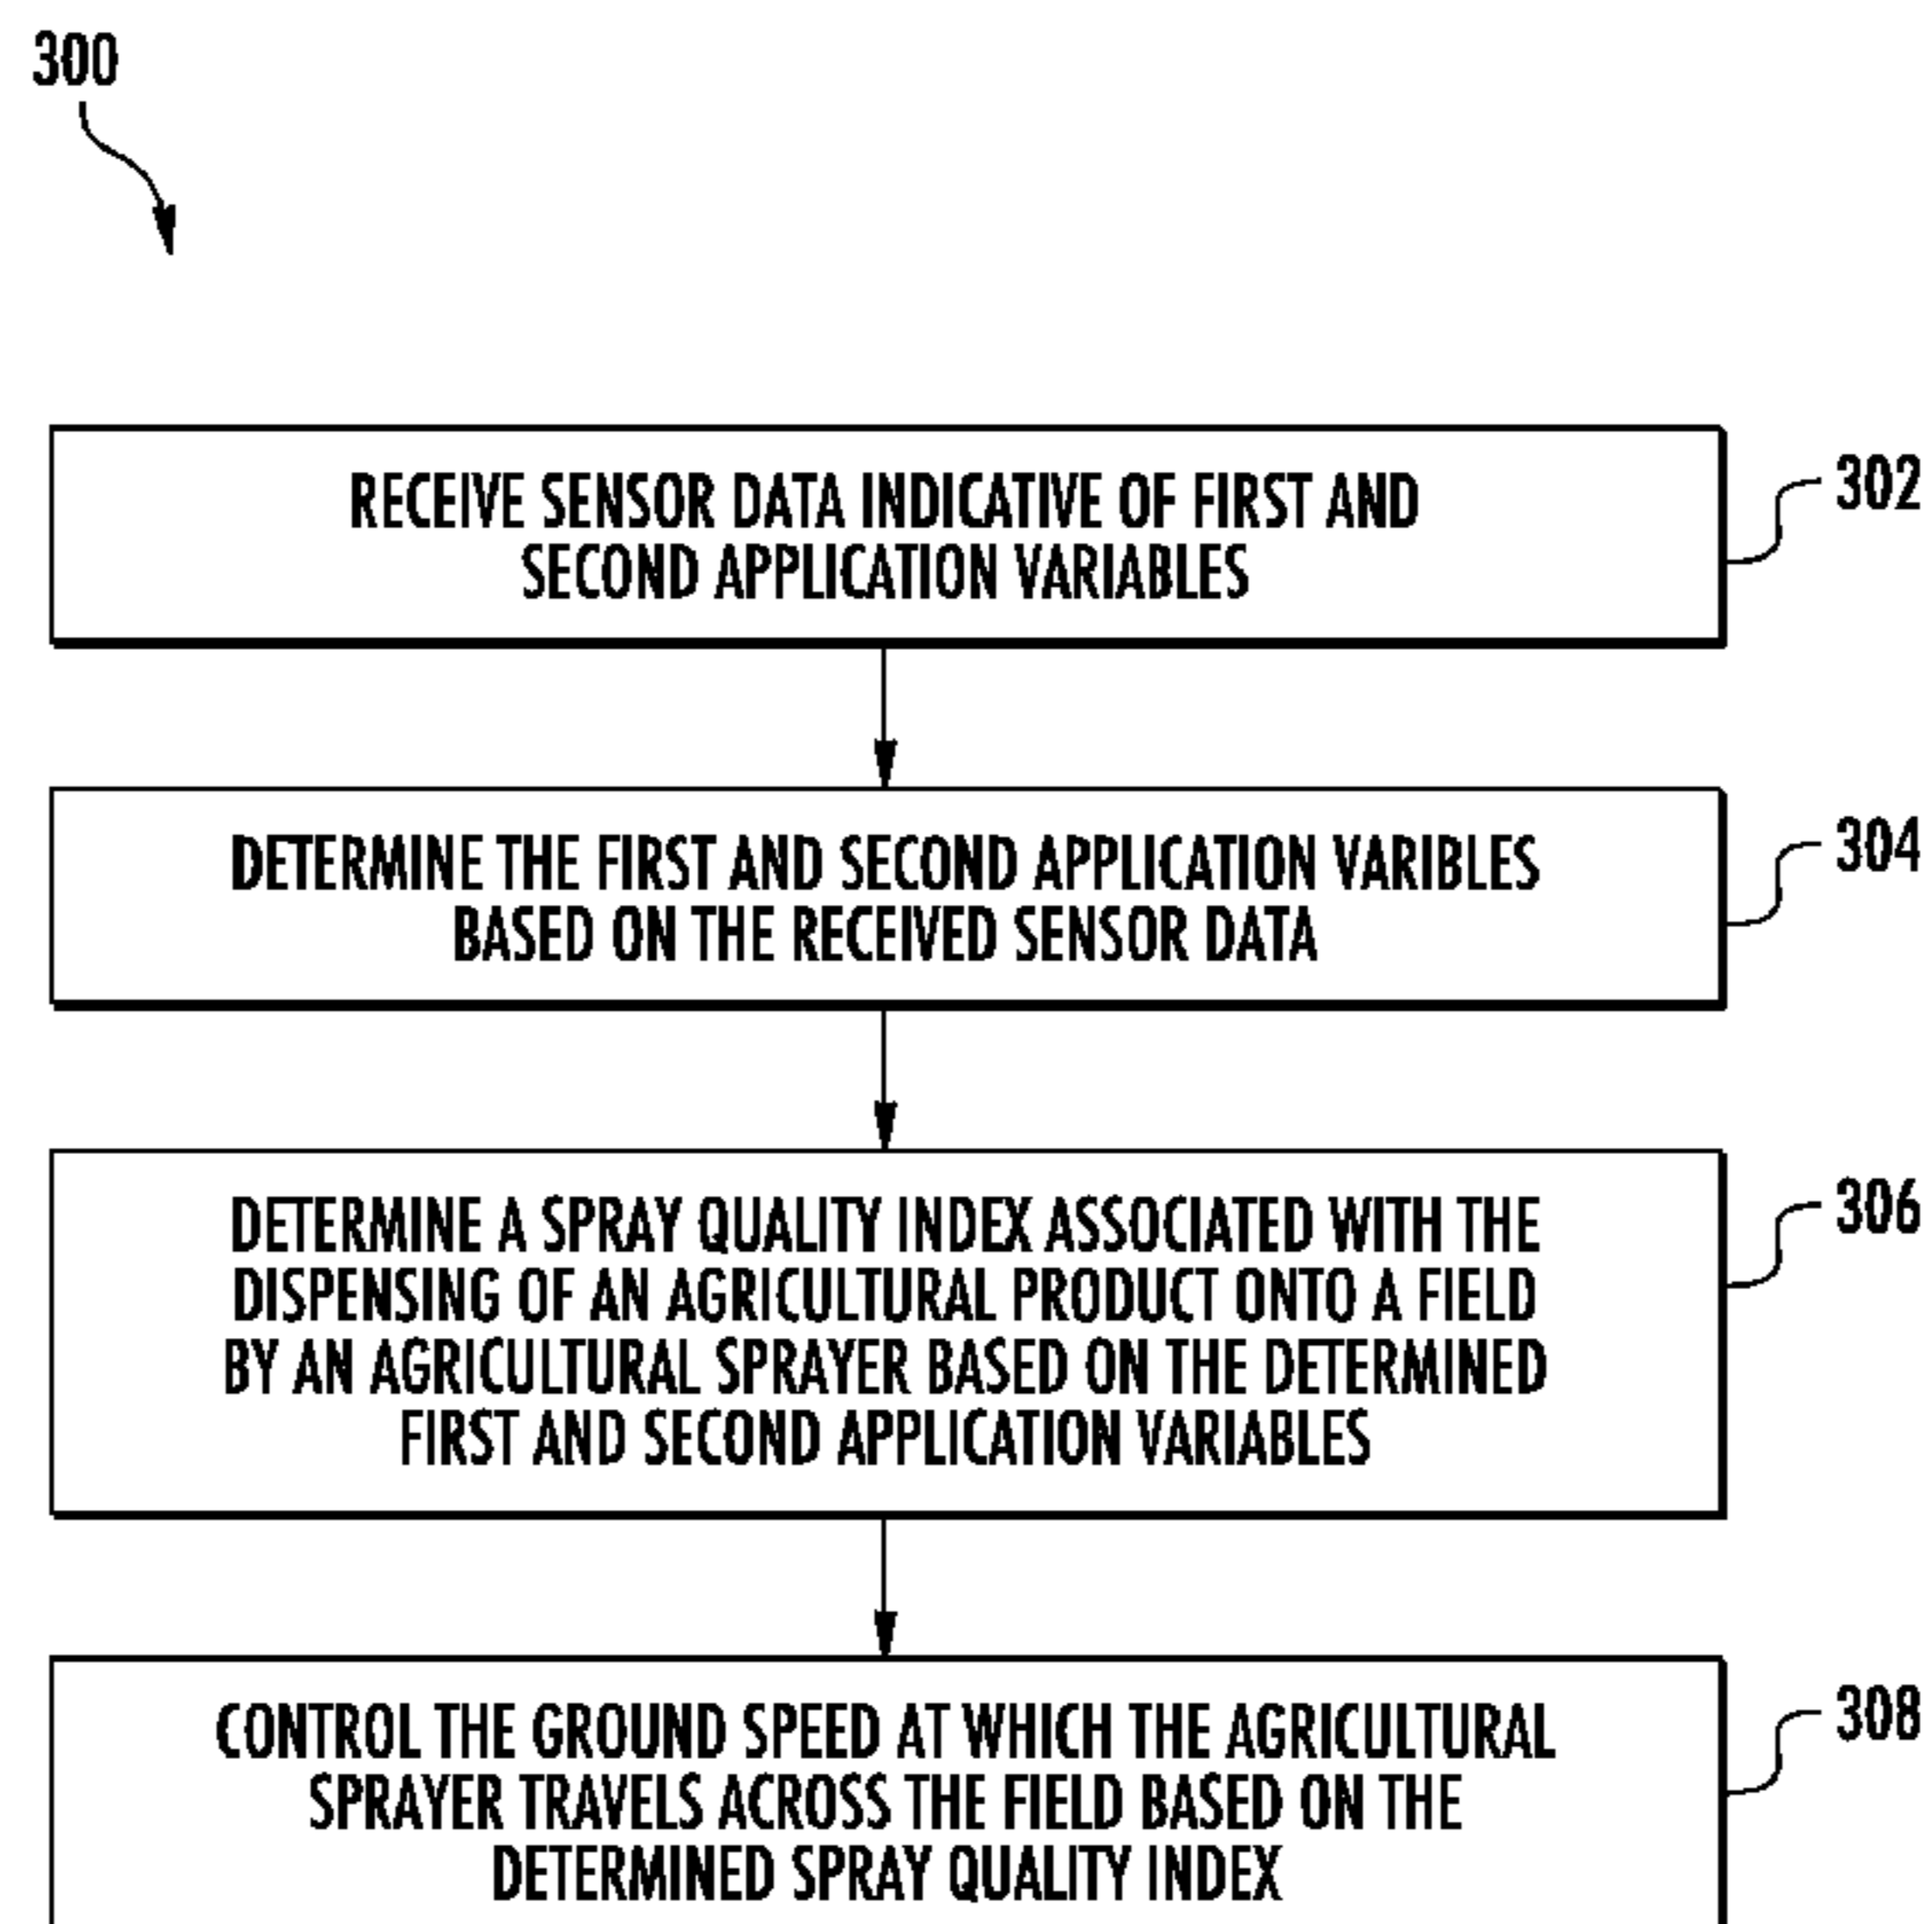 300
RECEIVE SENSOR DATA INDICATIVE OF FIRST AND
SECOND APPLICATION VARIABLES
302
DETERMINE THE FIRST AND SECOND APPLICATION VARIBLES
BASED ON THE RECEIVED SENSOR DATA
304
DETERMINE A SPRAY QUALITY INDEX ASSOCIATED WITH THE
DISPENSING OF AN AGRICULTURAL PRODUCT ONTO A FIELD
BY AN AGRICULTURAL SPRAYER BASED ON THE DETERMINED
FIRST AND SECOND APPLICATION VARIABLES
306
CONTROL THE GROUND SPEED AT WHICH THE AGRICULTURAL
SPRAYER TRAVELS ACROSS THE FIELD BASED ON THE
DETERMINED SPRAY QUALITY INDEX
308